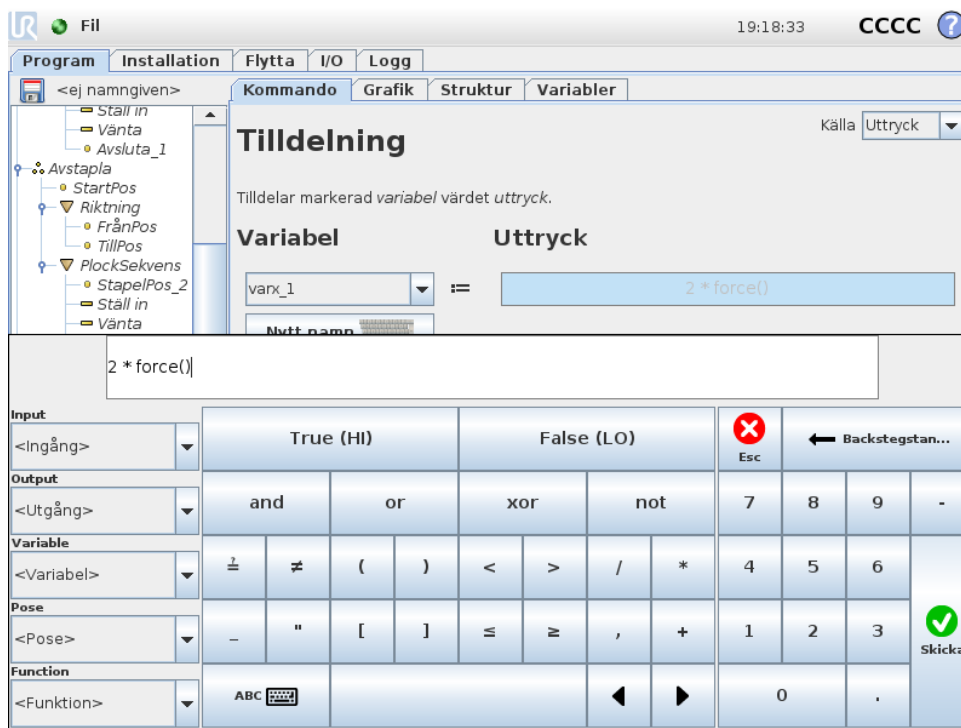 UR Fil 19:18:33 CCCC ?
Program Installation Flytta I/O Logg
<ej namngiven> Kommando Grafik Struktur Variabler
Ställ in
Vänta
Avsluta_1
Avstapla
StartPos
Riktning
FrånPos
TillPos
PlockSekvens
StapelPos_2
Ställ in
Vänta
Källa Uttryck
Tilldelning
Tilldelar markerad variabel värdet uttryck.
Variabel Uttryck
varx_1 := 2 * force()
Nytt namn
2 * force()
Input
<Ingång>
Output
<Utgång>
Variable
<Variabel>
Pose
<Pose>
Function
<Funktion>
True (HI) False (LO) Esc Backstegstan...
and or xor not 7 8 9 -
≟ ≠ ( ) < > / * 4 5 6
_ " [ ] ≤ ≥ , + 1 2 3 Skicka
ABC 0 .